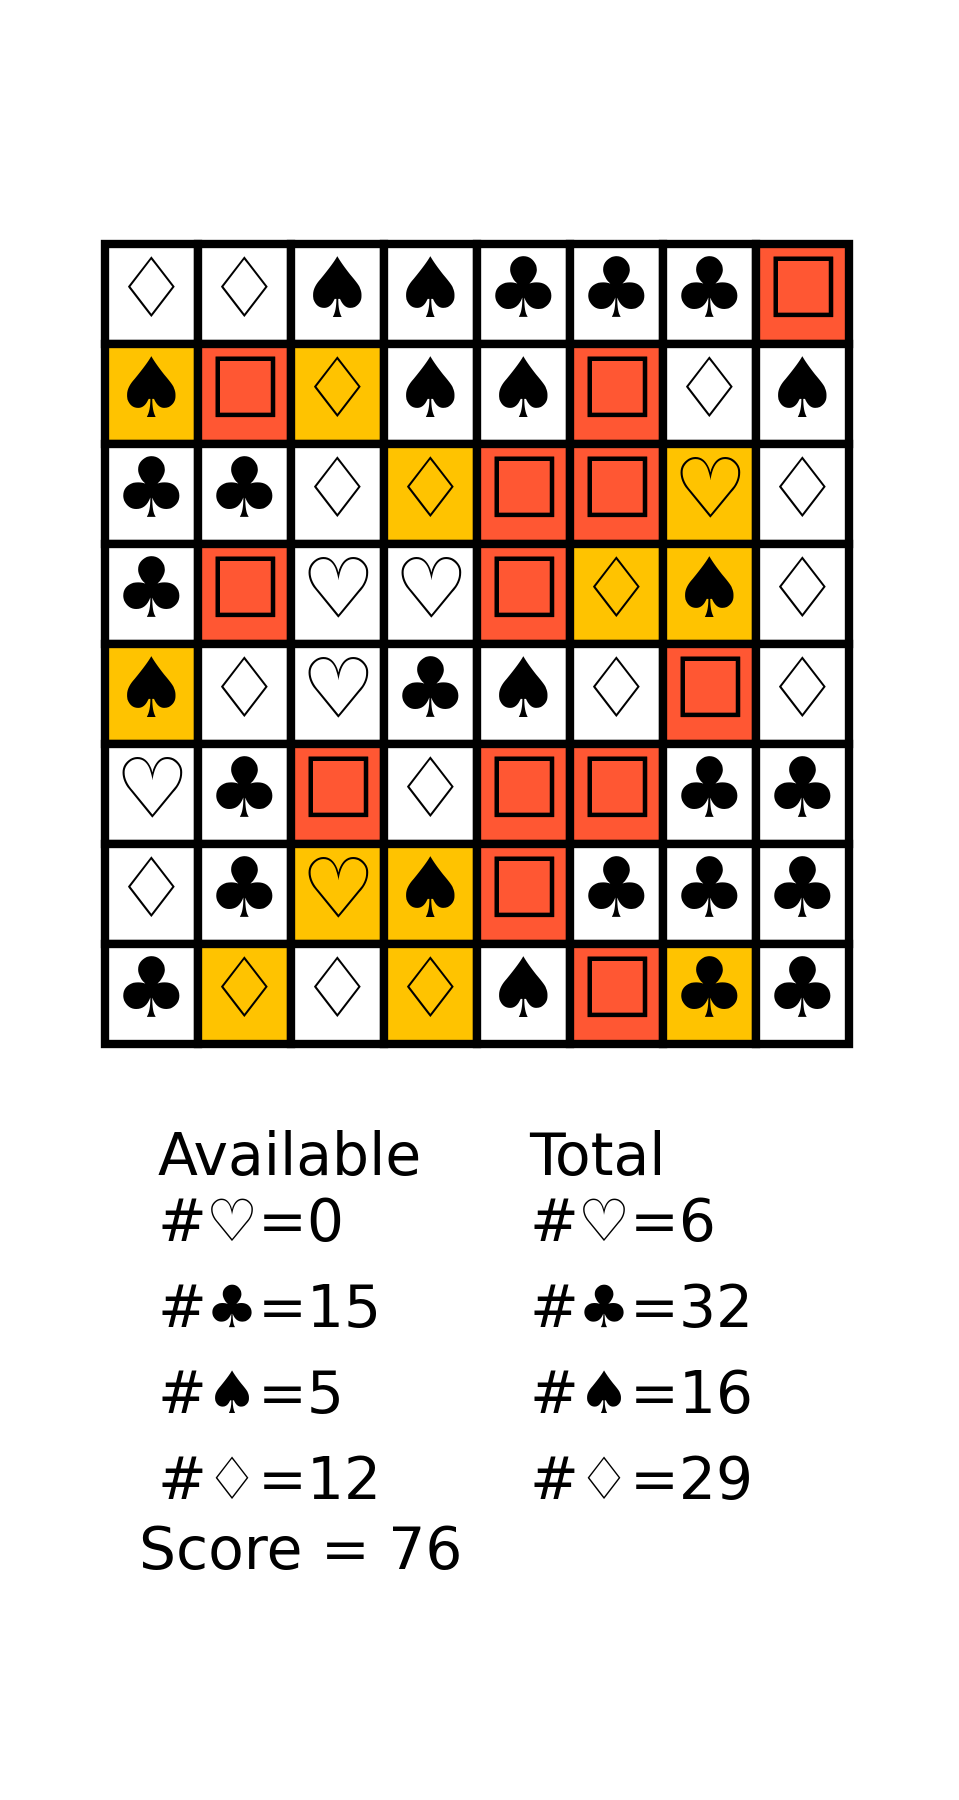 ♢ ♢ ♠ ♠ ♣ ♣ ♣ □
♠ □ ♢ ♠ ♠ □ ♢ ♠
♣ ♣ ♢ ♢ □ □ ♡ ♢
♣ □ ♡ ♡ □ ♢ ♠ ♢
♠ ♢ ♡ ♣ ♠ ♢ □ ♢
♡ ♣ □ ♢ □ □ ♣ ♣
♢ ♣ ♡ ♠ □ ♣ ♣ ♣
♣ ♢ ♢ ♢ ♠ □ ♣ ♣
Available Total
#♡=0 #♡=6
#♣=15 #♣=32
#♠=5 #♠=16
#♢=12 #♢=29
Score = 76